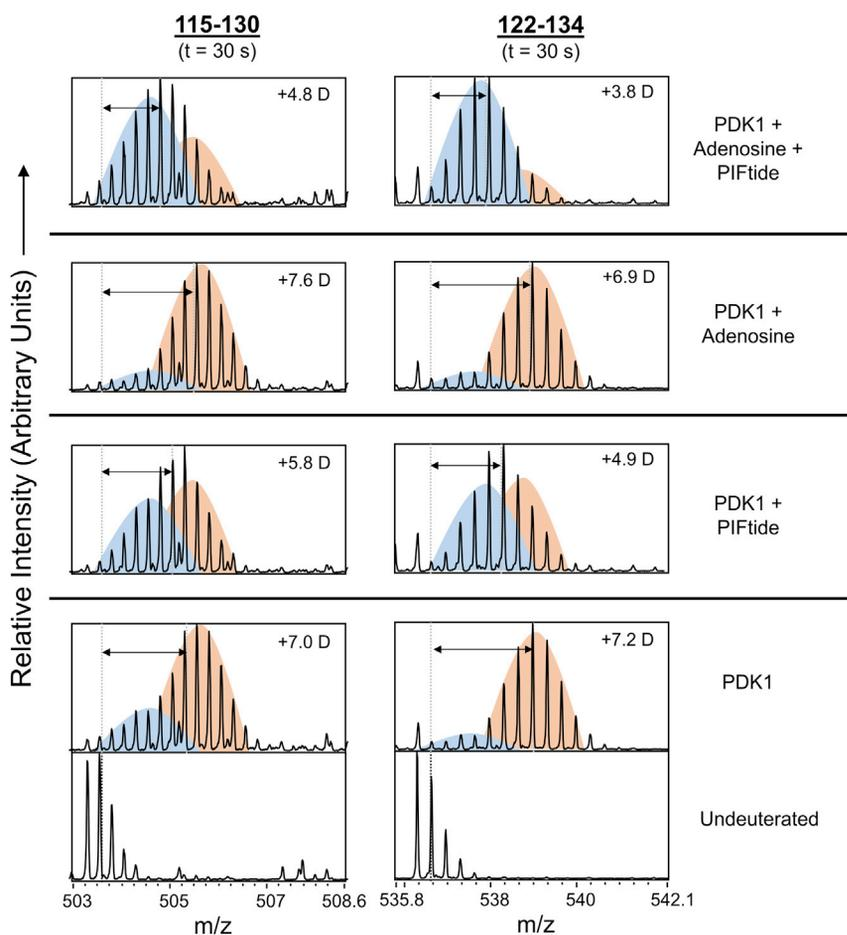 115-130
(t = 30 s)
122-134
(t = 30 s)
Relative Intensity (Arbitrary Units)
+4.8 D
+3.8 D
PDK1 +
Adenosine +
PIFtide
+7.6 D
+6.9 D
PDK1 +
Adenosine
+5.8 D
+4.9 D
PDK1 +
PIFtide
+7.0 D
+7.2 D
PDK1
Undeuterated
503 505 507 508.6
535.8 538 540 542.1
m/z
m/z